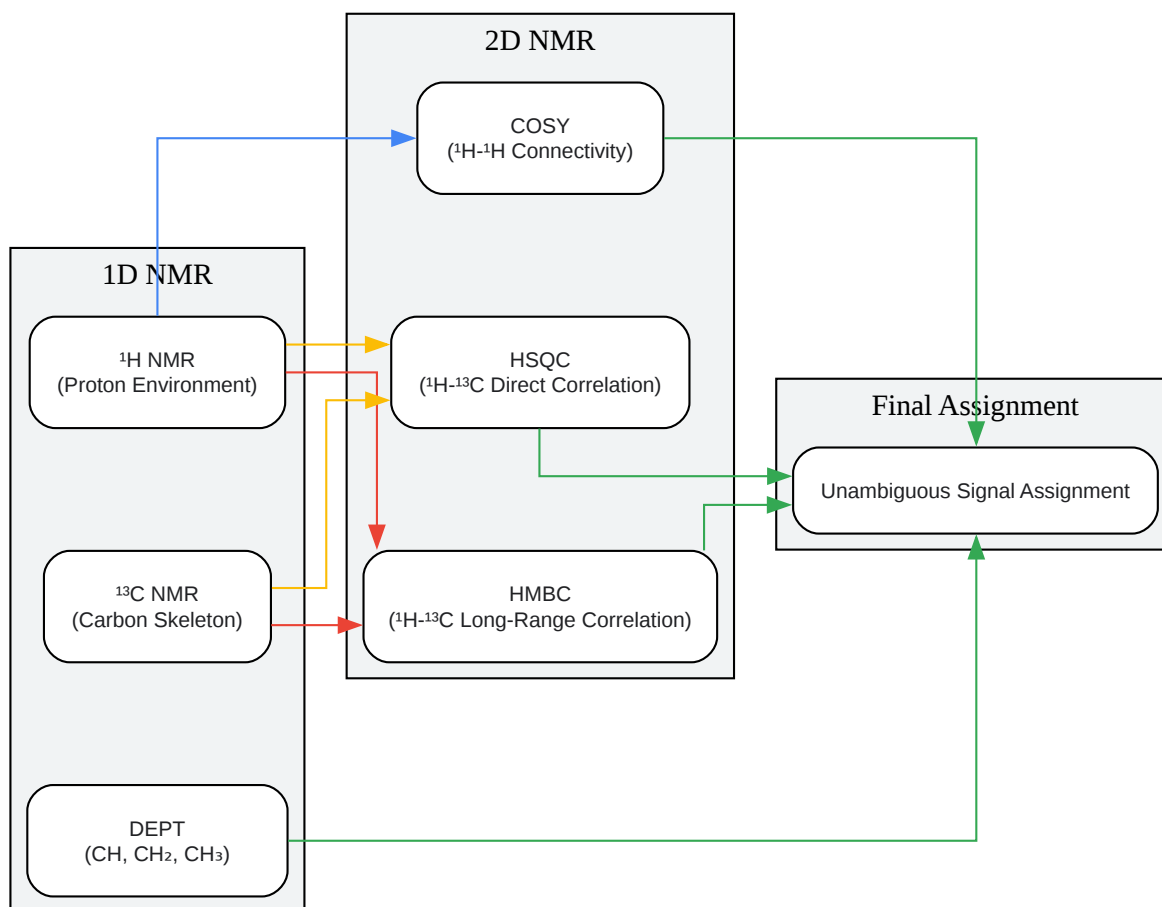 2D NMR
COSY
(¹H-¹H Connectivity)
1D NMR
¹H NMR
(Proton Environment)
HSQC
(¹H-¹³C Direct Correlation)
Final Assignment
Unambiguous Signal Assignment
¹³C NMR
(Carbon Skeleton)
HMBC
(¹H-¹³C Long-Range Correlation)
DEPT
(CH, CH₂, CH₃)